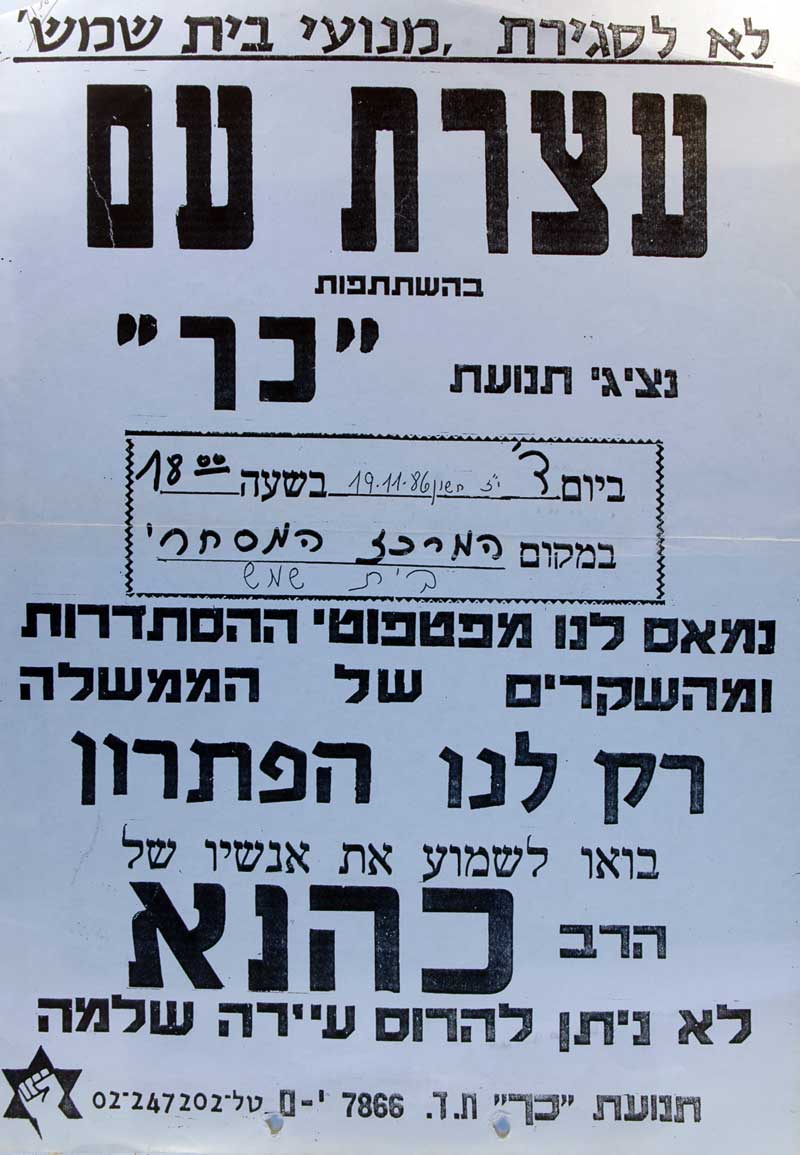 לא לסגירת ,מנועי בית שמש'
עצרת עם
בהשתתפות
נציגי תנועת "כך"
ביום ד' י"ז חשון 19.11.86 בשעה 18⁰⁰
במקום המרכז המסחרי
בית שמש
נמאס לנו מפטפוטי ההסתדרות
ומהשקרים של הממשלה
רק לנו הפתרון
בואו לשמוע את אנשיו של
הרב כהנא
לא ניתן להרוס עיירה שלמה
תנועת "כך" ת.ד. 7866 י-ם טל-02-247202